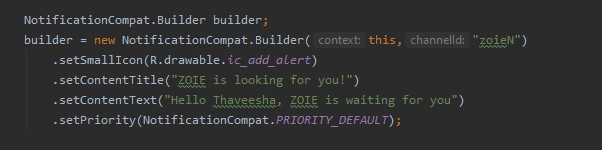 NotificationCompat.Builder builder;
builder = new NotificationCompat.Builder( context: this, channelId: "zoieN")
.setSmallIcon(R.drawable.ic_add_alert)
.setContentTitle("ZOIE is looking for you!")
.setContentText("Hello Thaveesha, ZOIE is waiting for you")
.setPriority(NotificationCompat.PRIORITY_DEFAULT);